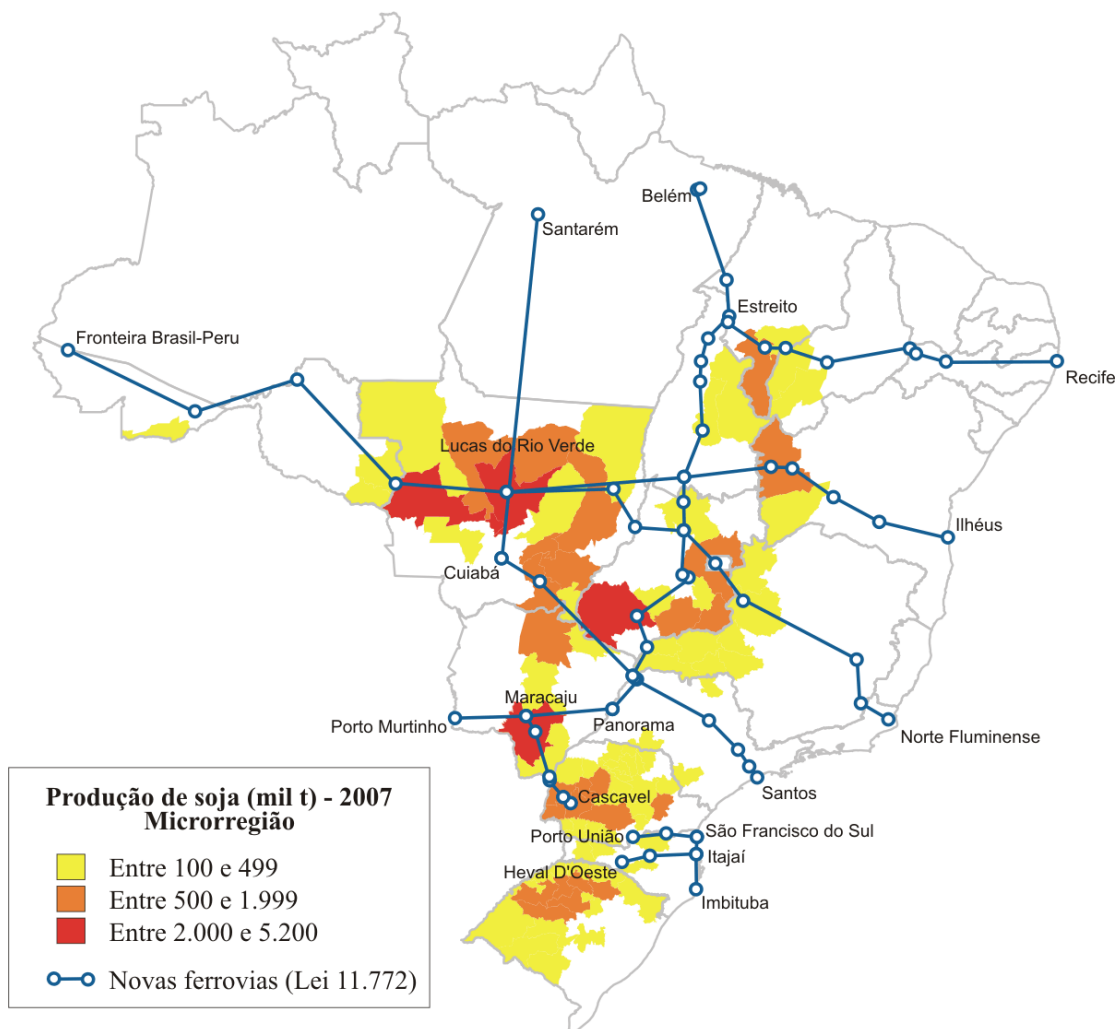 Belém
Santarém
Estreito
Fronteira Brasil-Peru
Recife
Lucas do Rio Verde
Ilhéus
Cuiabá
Maracaju
Porto Murtinho
Panorama
Norte Fluminense
Santos
Cascavel
Porto União
São Francisco do Sul
Itajaí
Heval D'Oeste
Imbituba
Produção de soja (mil t) - 2007
Microrregião
Entre 100 e 499
Entre 500 e 1.999
Entre 2.000 e 5.200
Novas ferrovias (Lei 11.772)